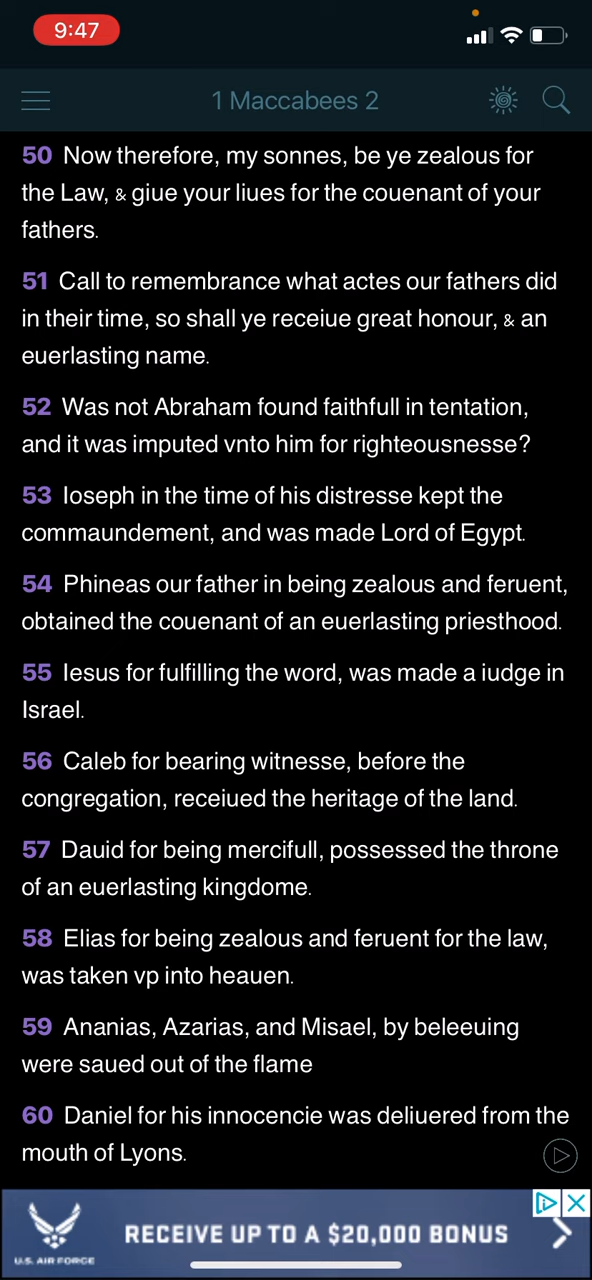 9:47
1 Maccabees 2
50 Now therefore, my sonnes, be ye zealous for
the Law, & giue your liues for the couenant of your
fathers.
51 Call to remembrance what actes our fathers did
in their time, so shall ye receiue great honour, & an
euerlasting name.
52 Was not Abraham found faithfull in tentation,
and it was imputed vnto him for righteousnesse?
53 Ioseph in the time of his distresse kept the
commaundement, and was made Lord of Egypt.
54 Phineas our father in being zealous and feruent,
obtained the couenant of an euerlasting priesthood.
55 Iesus for fulfilling the word, was made a iudge in
Israel.
56 Caleb for bearing witnesse, before the
congregation, receiued the heritage of the land.
57 Dauid for being mercifull, possessed the throne
of an euerlasting kingdome.
58 Elias for being zealous and feruent for the law,
was taken vp into heauen.
59 Ananias, Azarias, and Misael, by beleeuing
were saued out of the flame
60 Daniel for his innocencie was deliuered from the
mouth of Lyons.
RECEIVE UP TO A $20,000 BONUS
U.S. AIR FORCE